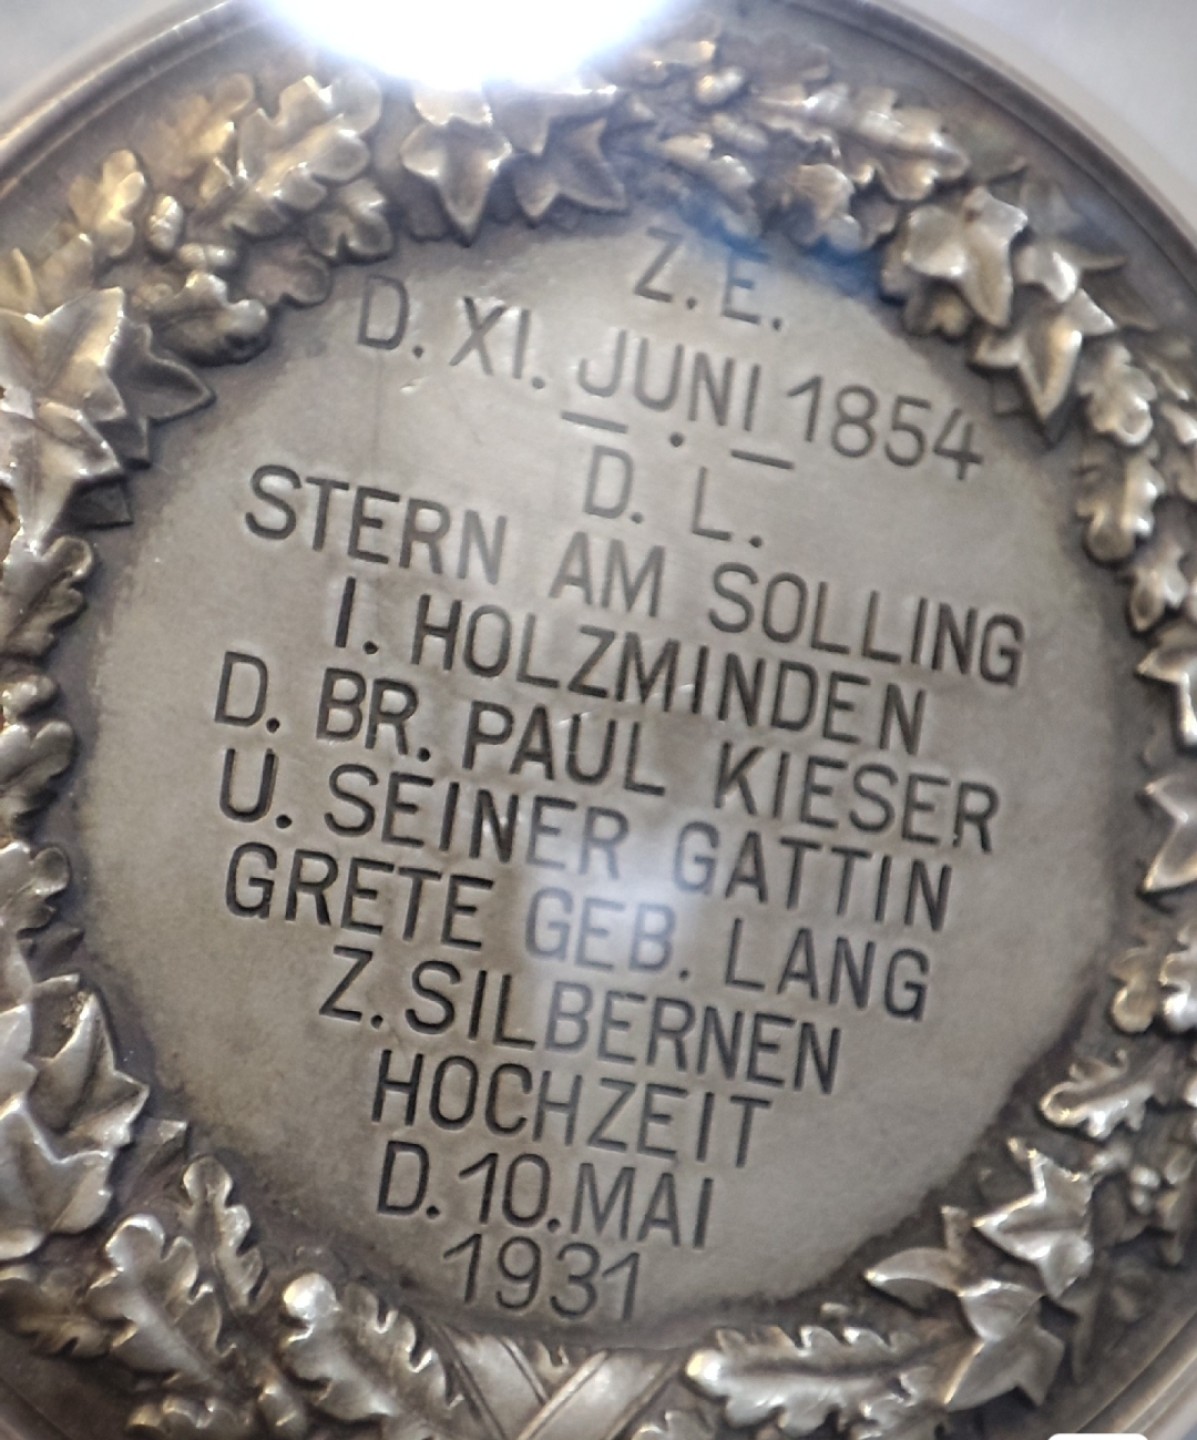 Z. E.
D. XI. JUNI 1854
— . —
D. L.
STERN AM SOLLING
I. HOLZMINDEN
D. BR. PAUL KIESER
U. SEINER GATTIN
GRETE GEB. LANG
Z. SILBERNEN
HOCHZEIT
D. 10. MAI
1931